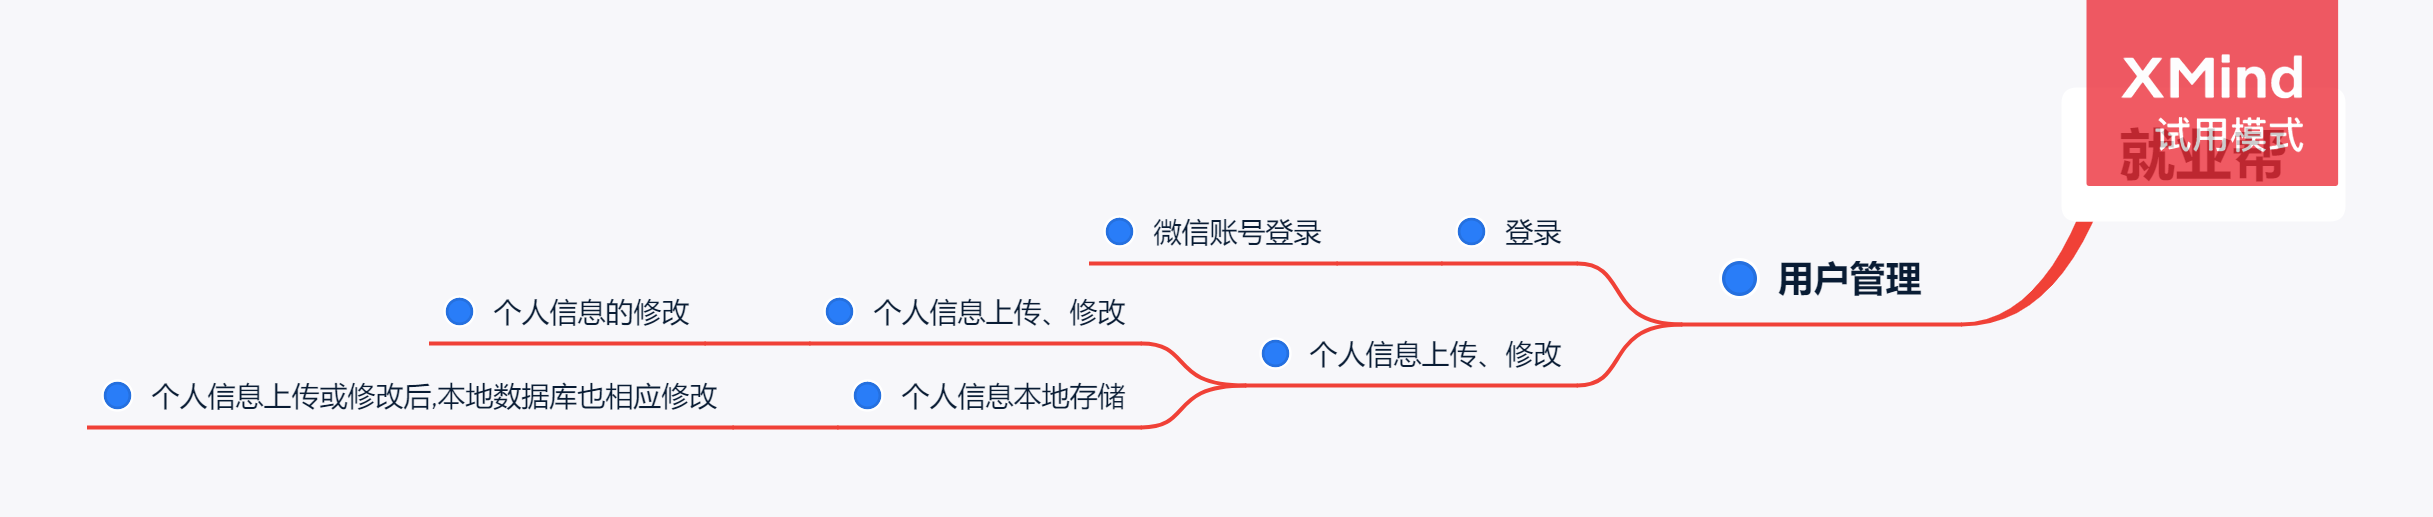 XMind
试用模式
就业帮
用户管理
登录
微信账号登录
个人信息上传、修改
个人信息上传、修改
个人信息的修改
个人信息本地存储
个人信息上传或修改后,本地数据库也相应修改